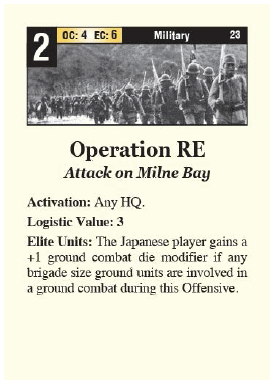 2 OC: 4 EC: 6 Military 23
Operation RE
Attack on Milne Bay
Activation: Any HQ.
Logistic Value: 3
Elite Units: The Japanese player gains a
+1 ground combat die modifier if any
brigade size ground units are involved in
a ground combat during this Offensive.